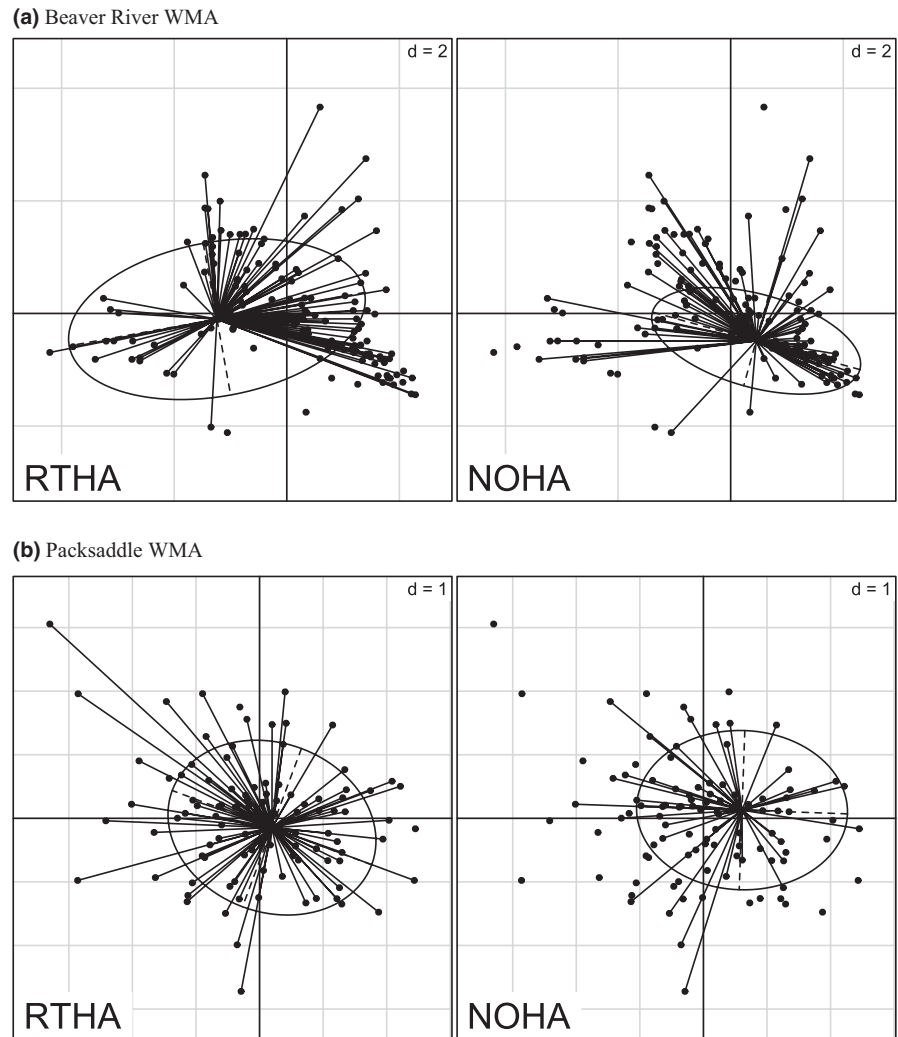 (a) Beaver River WMA
d = 2
d = 2
RTHA
NOHA
(b) Packsaddle WMA
d = 1
d = 1
RTHA
NOHA